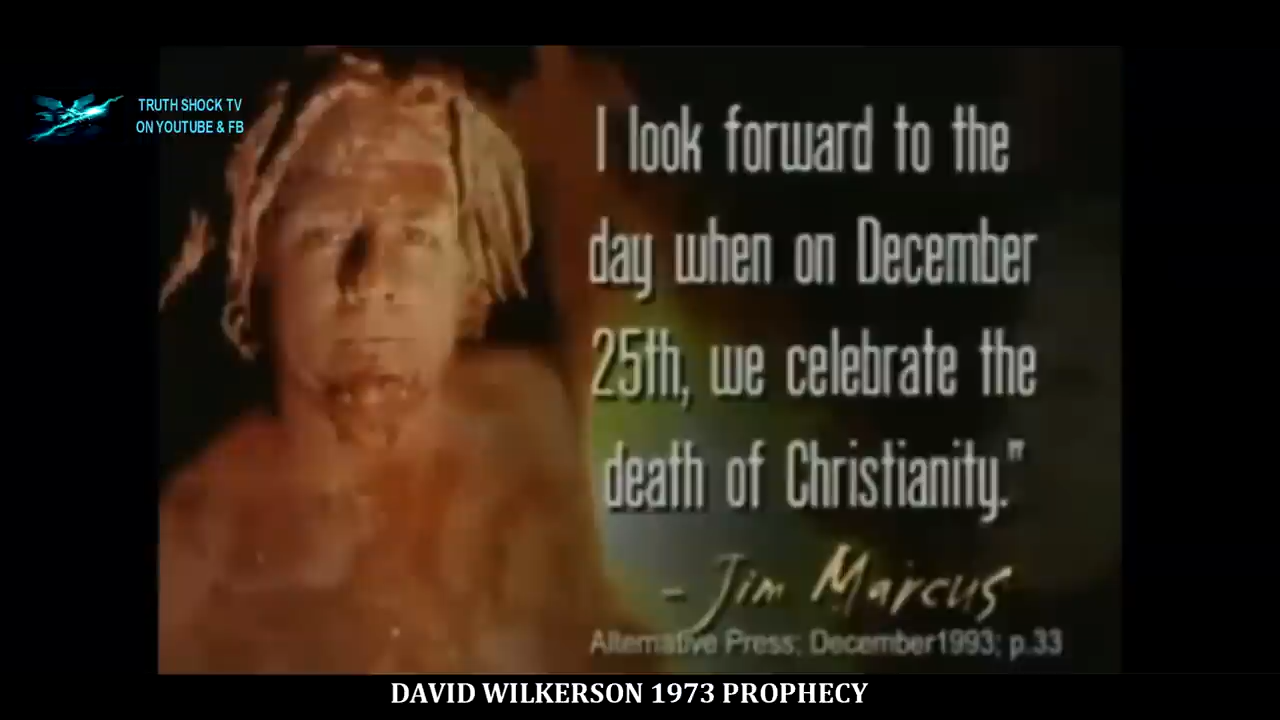 TRUTH SHOCK TV
ON YOUTUBE & FB
I look forward to the
day when on December
25th, we celebrate the
death of Christianity."
- Jim Marcus
Alternative Press; December1993; p.33
DAVID WILKERSON 1973 PROPHECY